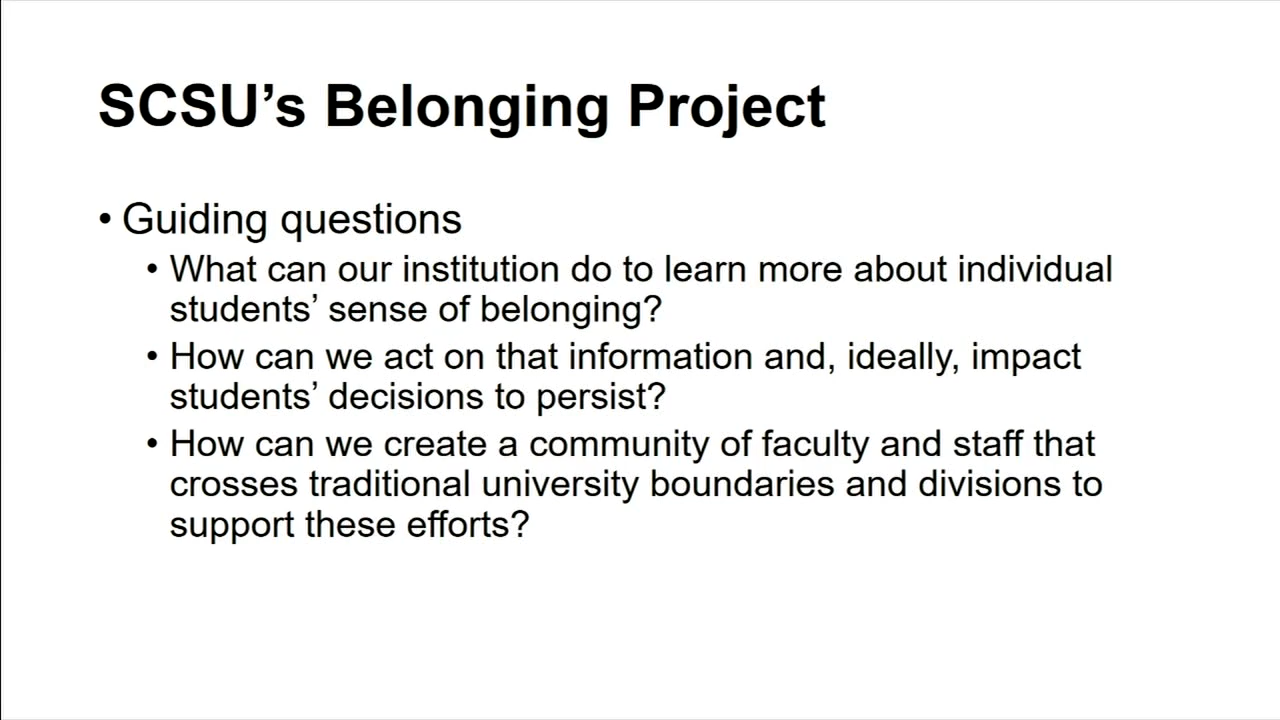 SCSU’s Belonging Project
• Guiding questions
• What can our institution do to learn more about individual
students’ sense of belonging?
• How can we act on that information and, ideally, impact
students’ decisions to persist?
• How can we create a community of faculty and staff that
crosses traditional university boundaries and divisions to
support these efforts?